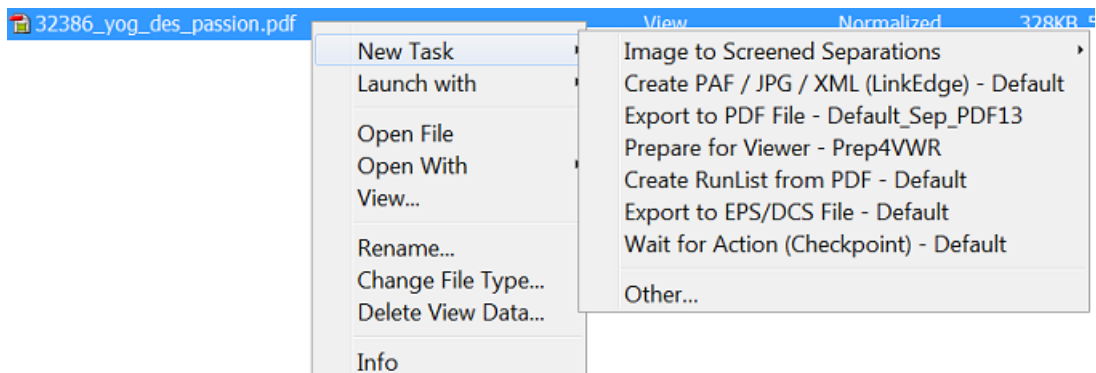 32386_yog_des_passion.pdf View Normalized 328KB
New Task
Launch with
Open File
Open With
View...
Rename...
Change File Type...
Delete View Data...
Info
Image to Screened Separations
Create PAF / JPG / XML (LinkEdge) - Default
Export to PDF File - Default_Sep_PDF13
Prepare for Viewer - Prep4VWR
Create RunList from PDF - Default
Export to EPS/DCS File - Default
Wait for Action (Checkpoint) - Default
Other...